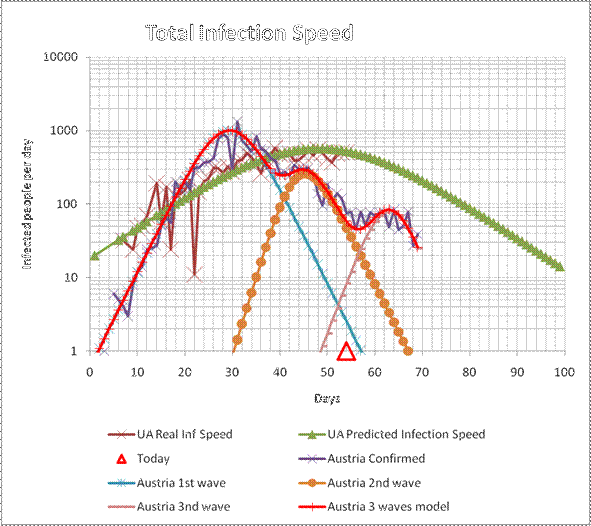 Total Infection Speed
Infected people per day
10000
1000
100
10
1
0 10 20 30 40 50 60 70 80 90 100
Days
UA Real Inf Speed
UA Predicted Infection Speed
Today
Austria Confirmed
Austria 1st wave
Austria 2nd wave
Austria 3nd wave
Austria 3 waves model